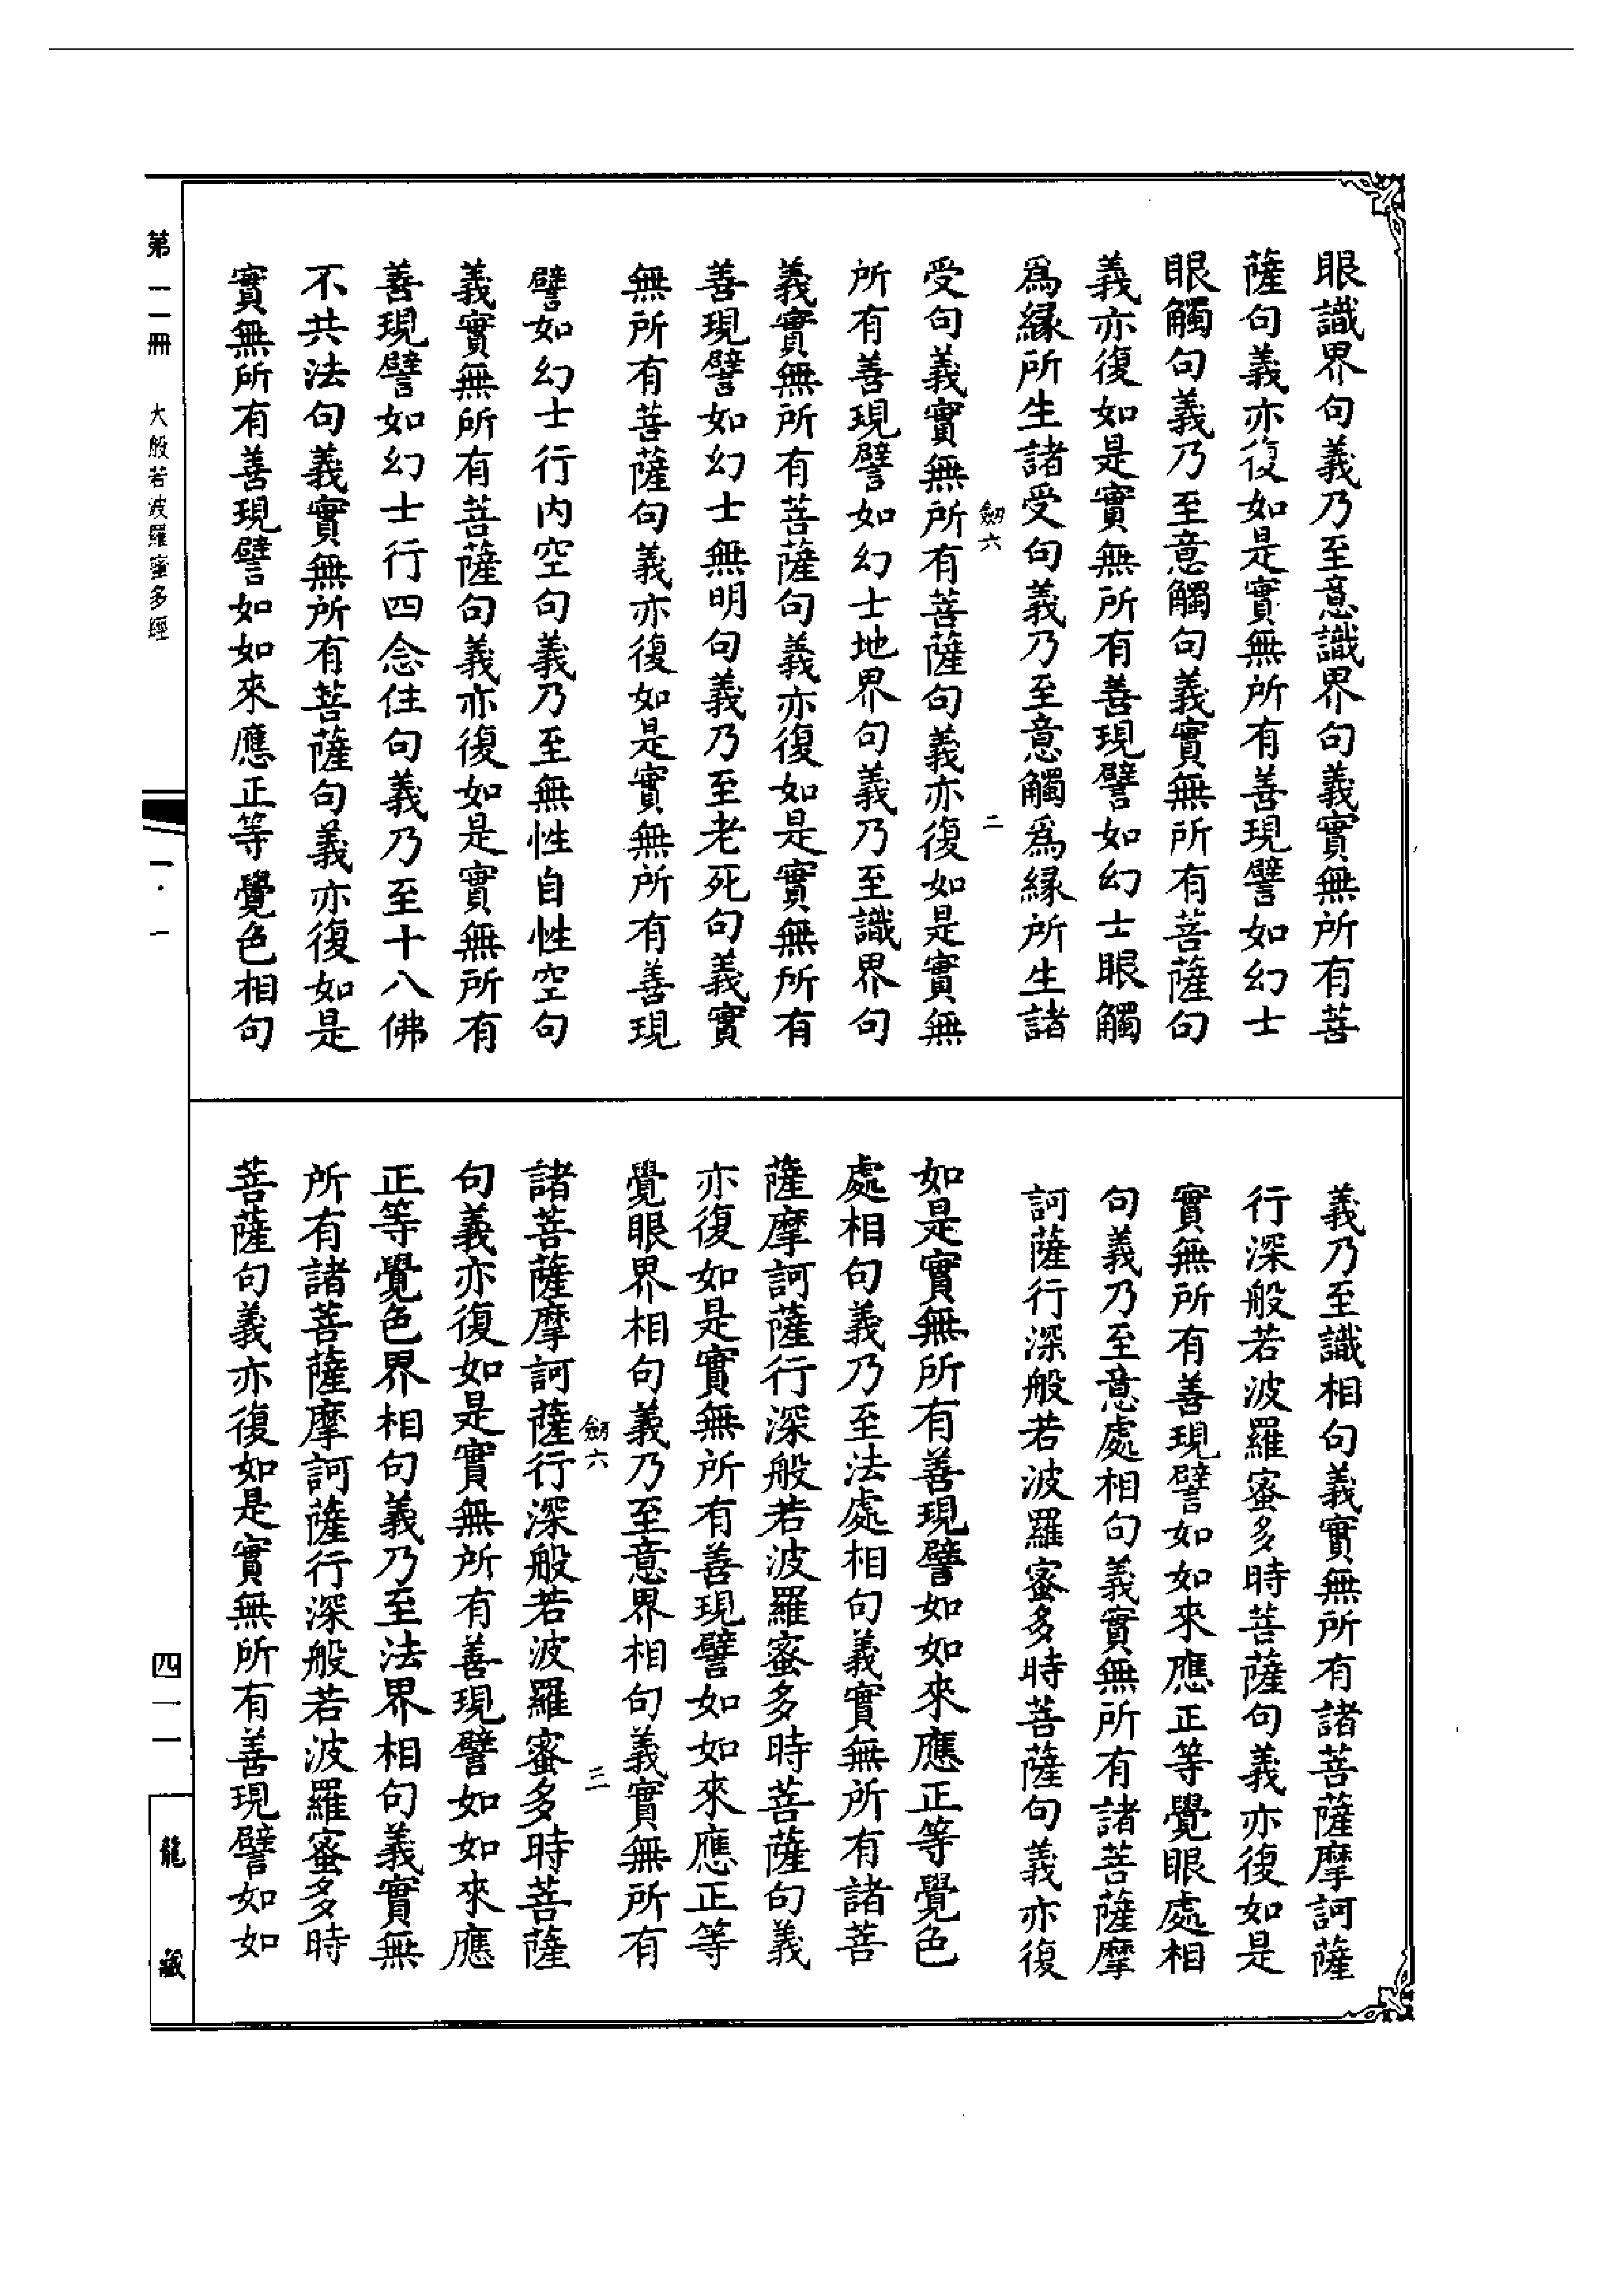 眼識界句義乃至意識界句義實無所有菩
薩句義亦復如是實無所有善現譬如幻士
眼觸句義乃至意觸句義實無所有菩薩句
義亦復如是實無所有善現譬如幻士眼觸
爲縁所生諸受句義乃至意觸爲縁所生諸
劒六 二
受句義實無所有菩薩句義亦復如是實無
所有善現譬如幻士地界句義乃至識界句
義實無所有菩薩句義亦復如是實無所有
善現譬如幻士無明句義乃至老死句義實
無所有菩薩句義亦復如是實無所有善現
譬如幻士行内空句義乃至無性自性空句
義實無所有菩薩句義亦復如是實無所有
善現譬如幻士行四念住句義乃至十八佛
不共法句義實無所有菩薩句義亦復如是
實無所有善現譬如如來應正等覺色相句
義乃至識相句義實無所有諸菩薩摩訶薩
行深般若波羅蜜多時菩薩句義亦復如是
實無所有善現譬如如來應正等覺眼處相
句義乃至意處相句義實無所有諸菩薩摩
訶薩行深般若波羅蜜多時菩薩句義亦復
如是實無所有善現譬如如來應正等覺色
處相句義乃至法處相句義實無所有諸菩
薩摩訶薩行深般若波羅蜜多時菩薩句義
亦復如是實無所有善現譬如如來應正等
覺眼界相句義乃至意界相句義實無所有
劒六 三
諸菩薩摩訶薩行深般若波羅蜜多時菩薩
句義亦復如是實無所有善現譬如如來應
正等覺色界相句義乃至法界相句義實無
所有諸菩薩摩訶薩行深般若波羅蜜多時
菩薩句義亦復如是實無所有善現譬如如
第一一冊 大般若波羅蜜多經 一·一 四一一 龍藏